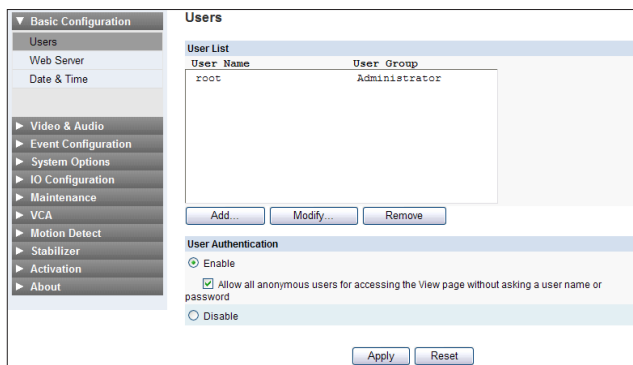 Basic Configuration
Users
Web Server
Date & Time
Video & Audio
Event Configuration
System Options
IO Configuration
Maintenance
VCA
Motion Detect
Stabilizer
Activation
About
Users
User List
User Name User Group
root Administrator
Add... Modify... Remove
User Authentication
Enable
Allow all anonymous users for accessing the View page without asking a user name or
password
Disable
Apply Reset